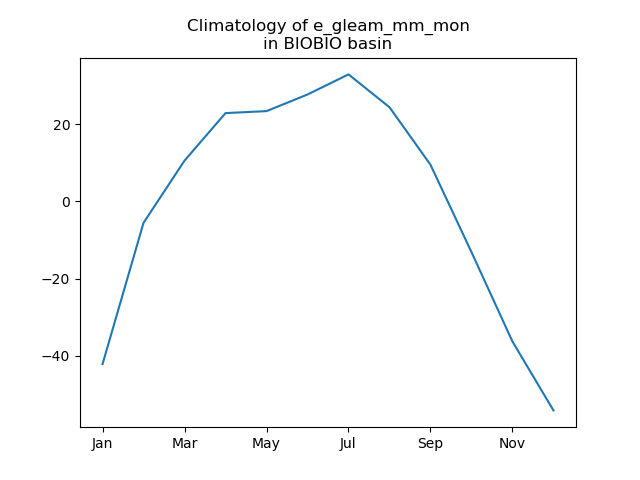 Climatology of e_gleam_mm_mon
in BIOBIO basin
20
0
−20
−40
Jan
Mar
May
Jul
Sep
Nov